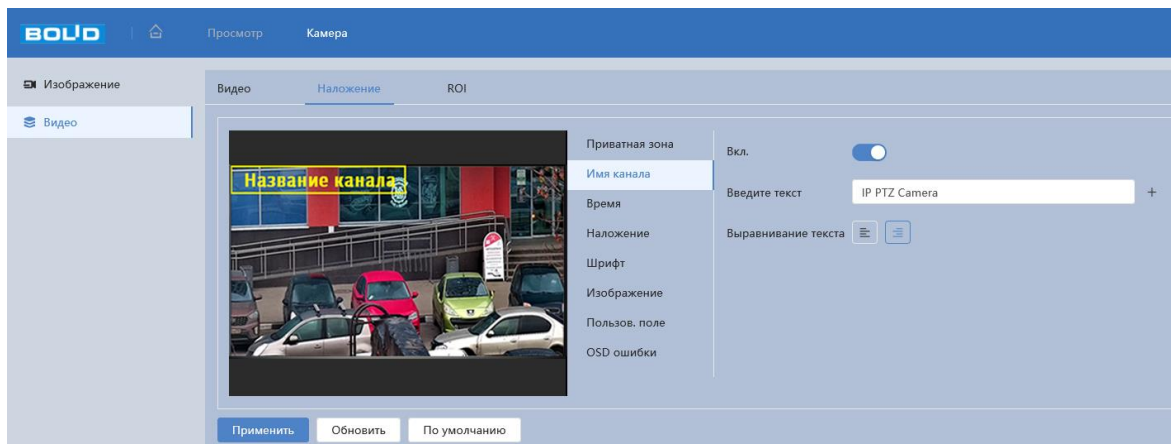 BOLID
Просмотр
Камера
Изображение
Видео
Видео
Наложение
ROI
Название канала
Приватная зона
Имя канала
Время
Наложение
Шрифт
Изображение
Пользов. поле
OSD ошибки
Вкл.
Введите текст
IP PTZ Camera
+
Выравнивание текста
Применить
Обновить
По умолчанию